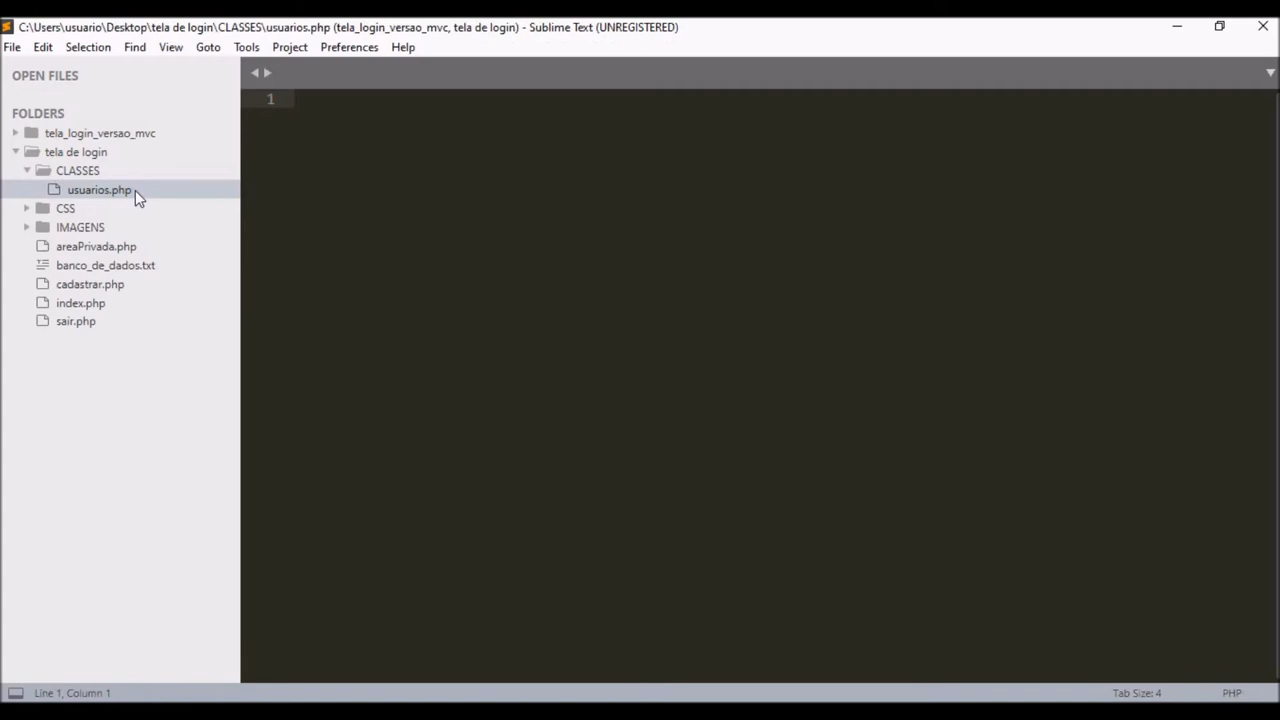 C:\Users\usuario\Desktop\tela de login\CLASSES\usuarios.php (tela_login_versao_mvc, tela de login) - Sublime Text (UNREGISTERED)
File Edit Selection Find View Goto Tools Project Preferences Help
OPEN FILES
1
FOLDERS
tela_login_versao_mvc
tela de login
CLASSES
usuarios.php
CSS
IMAGENS
areaPrivada.php
banco_de_dados.txt
cadastrar.php
index.php
sair.php
Line 1, Column 1 Tab Size: 4 PHP